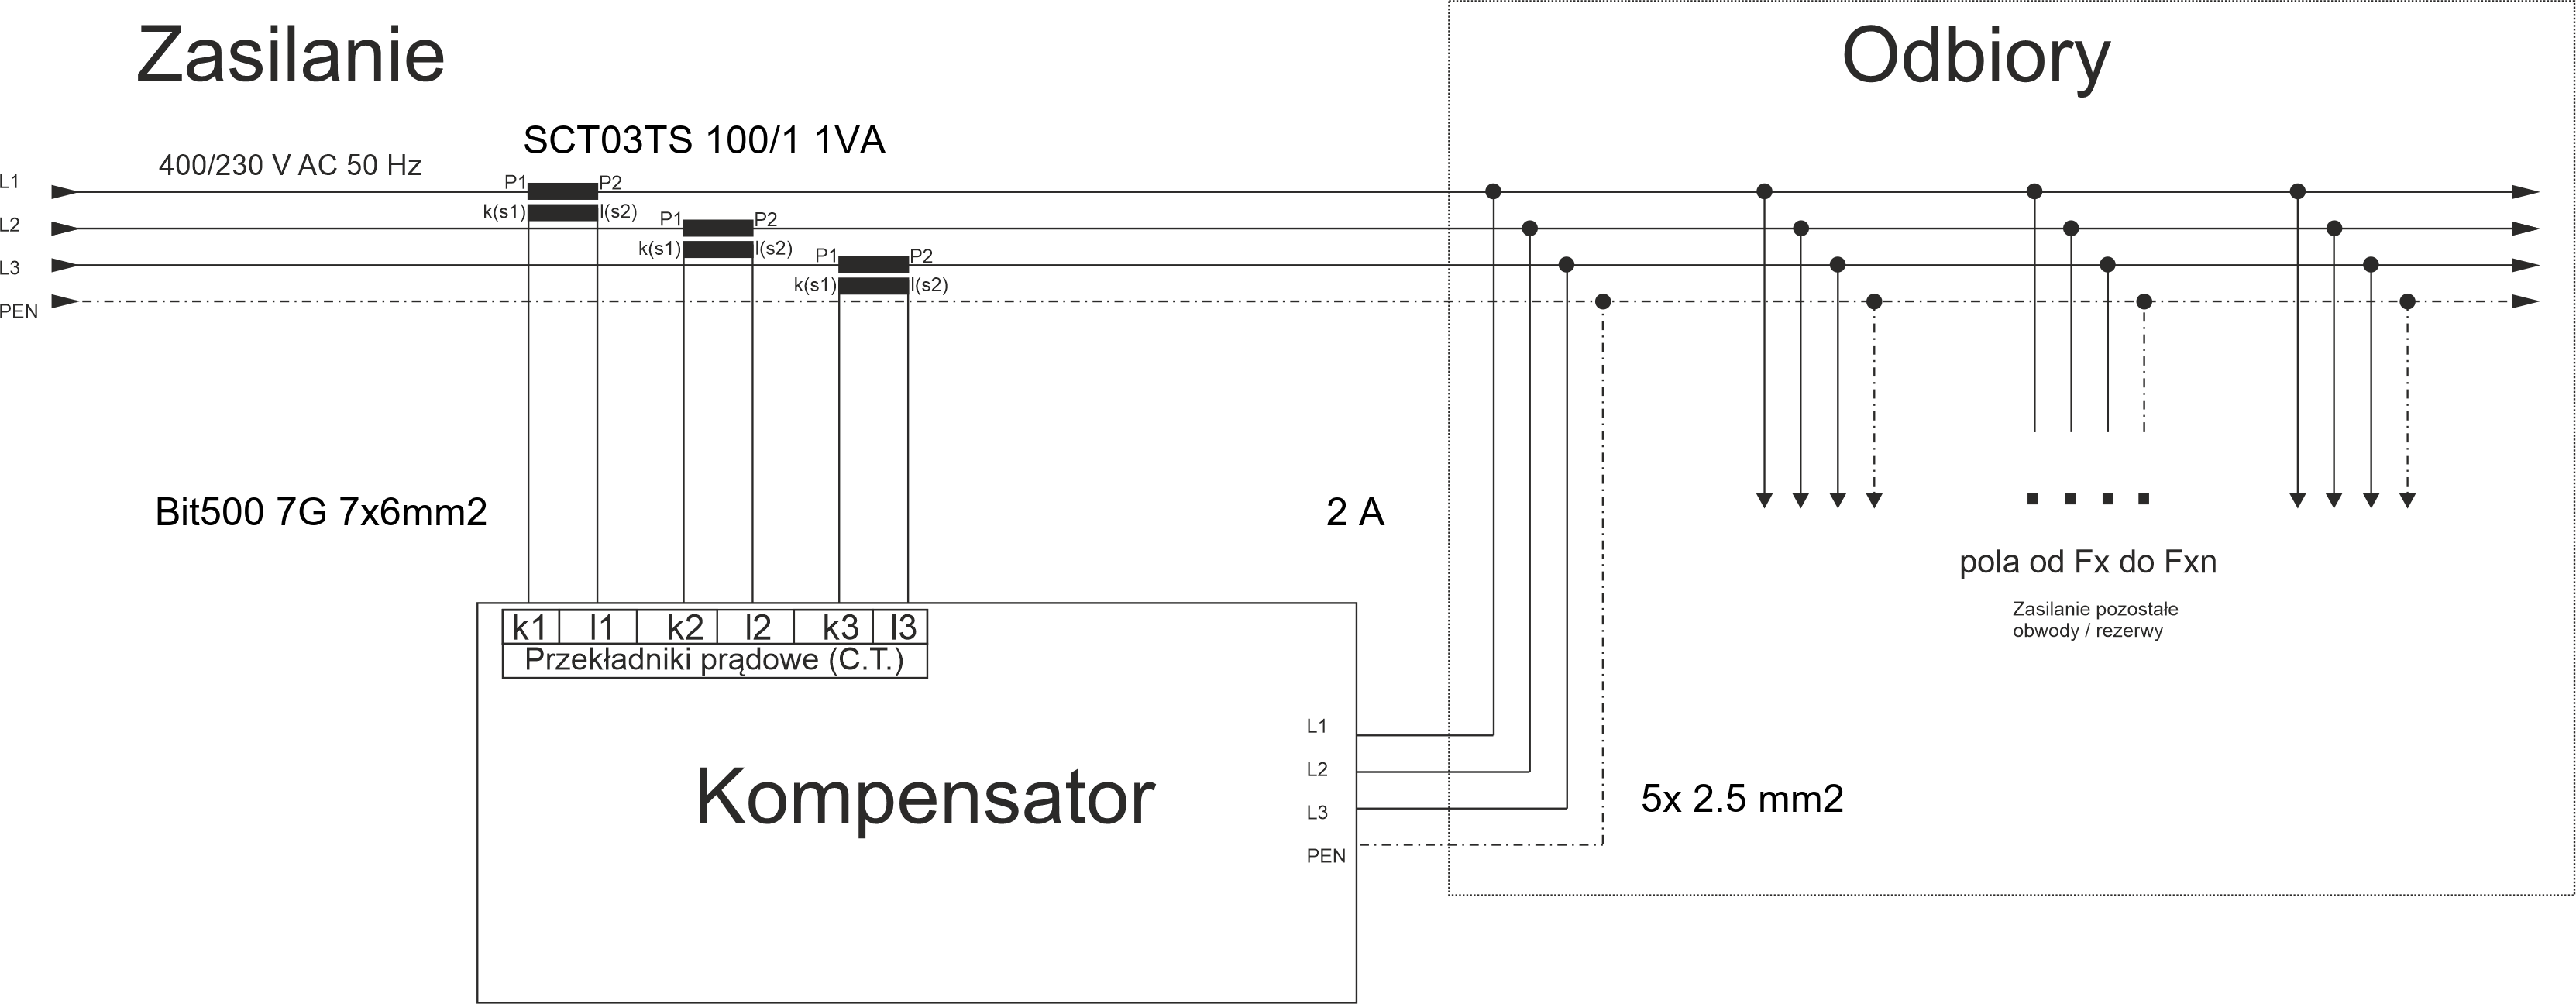 Zasilanie
Odbiory
SCT03TS 100/1 1VA
400/230 V AC 50 Hz
L1
P1
P2
k(s1)
l(s2)
L2
P1
P2
k(s1)
l(s2)
L3
P1
P2
k(s1)
l(s2)
PEN
Bit500 7G 7x6mm2
2 A
pola od Fx do Fxn
Zasilanie pozostałe
obwody / rezerwy
k1 l1 k2 l2 k3 l3
Przekładniki prądowe (C.T.)
Kompensator
L1
L2
L3
PEN
5x 2.5 mm2